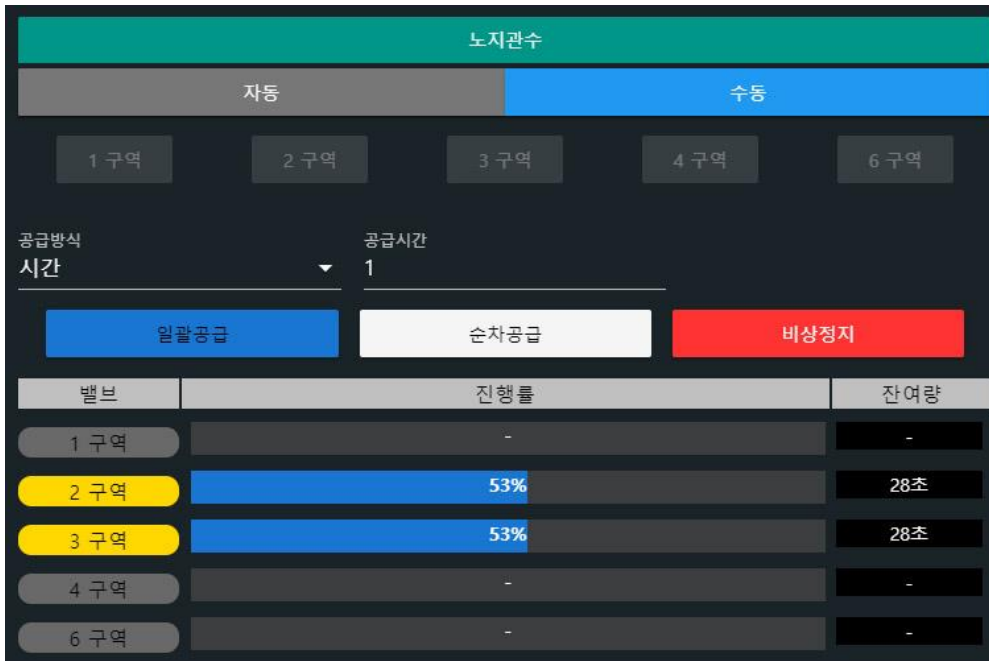 노지관수
자동 수동
1 구역 2 구역 3 구역 4 구역 6 구역
공급방식 공급시간
시간 1
일괄공급 순차공급 비상정지
밸브 진행률 잔여량
1 구역 - -
2 구역 53% 28초
3 구역 53% 28초
4 구역 - -
6 구역 - -